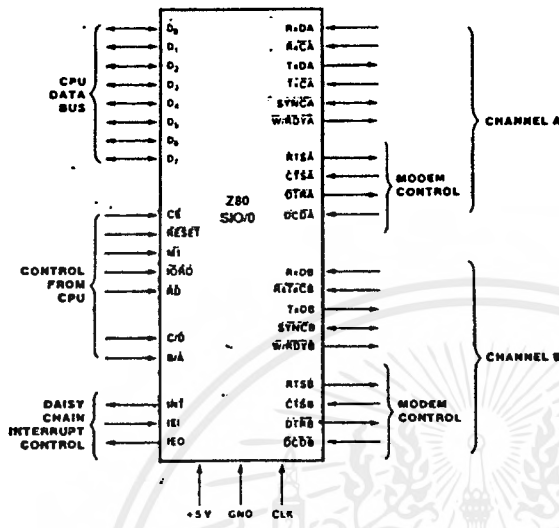 CPU
DATA
BUS
D0
D1
D2
D3
D4
D5
D6
D7
CONTROL
FROM
CPU
CE
RESET
M1
IORQ
RD
C/D
B/A
DAISY
CHAIN
INTERRUPT
CONTROL
INT
IEI
IEO
Z80
SIO/0
RxDA
RxCA
TxDA
TxCA
SYNCA
W/RDYA
RTSA
CTSA
DTRA
DCDA
MODEM
CONTROL
CHANNEL A
RxDB
RxTxCB
TxDB
SYNCB
W/RDYB
RTSB
CTSB
DTRB
DCDB
MODEM
CONTROL
CHANNEL B
+5V GND CLK